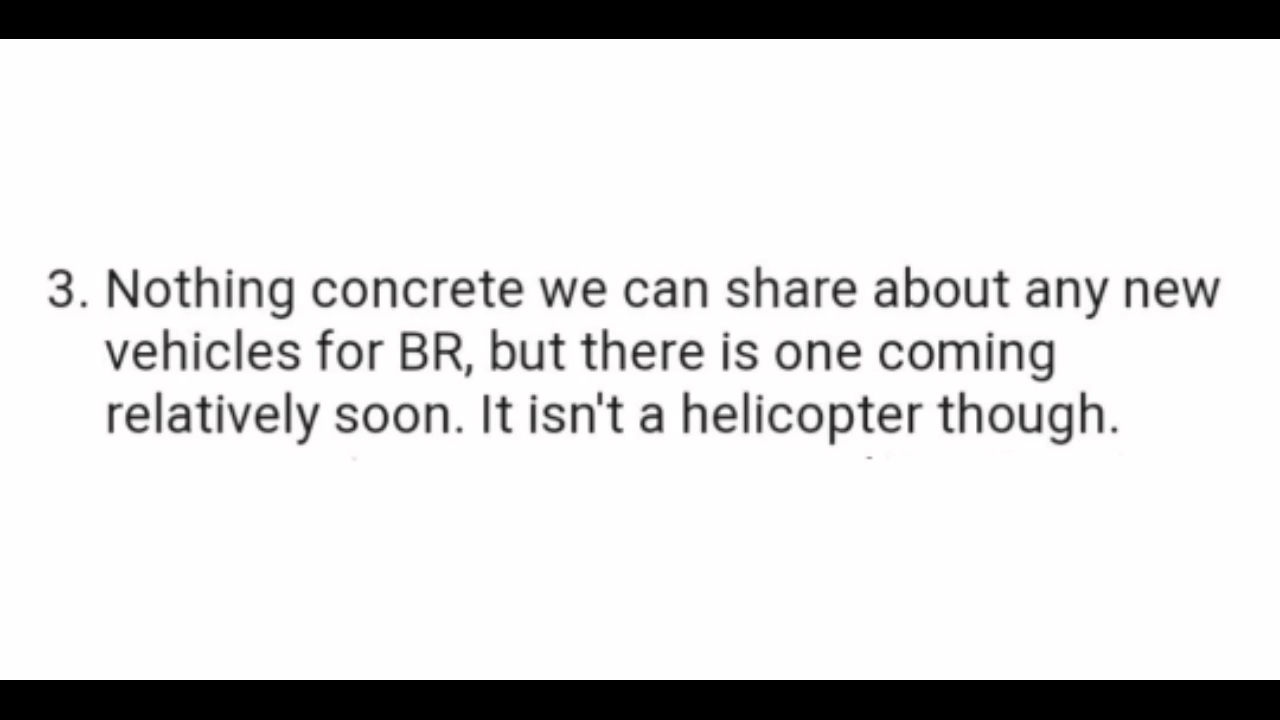 3. Nothing concrete we can share about any new
vehicles for BR, but there is one coming
relatively soon. It isn't a helicopter though.